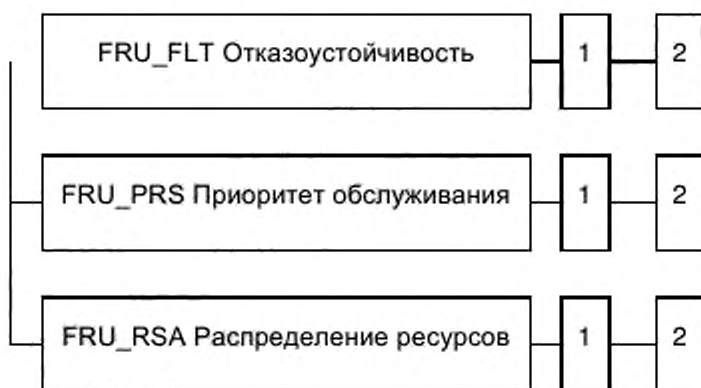 FRU_FLT Отказоустойчивость 1 2
FRU_PRS Приоритет обслуживания 1 2
FRU_RSA Распределение ресурсов 1 2